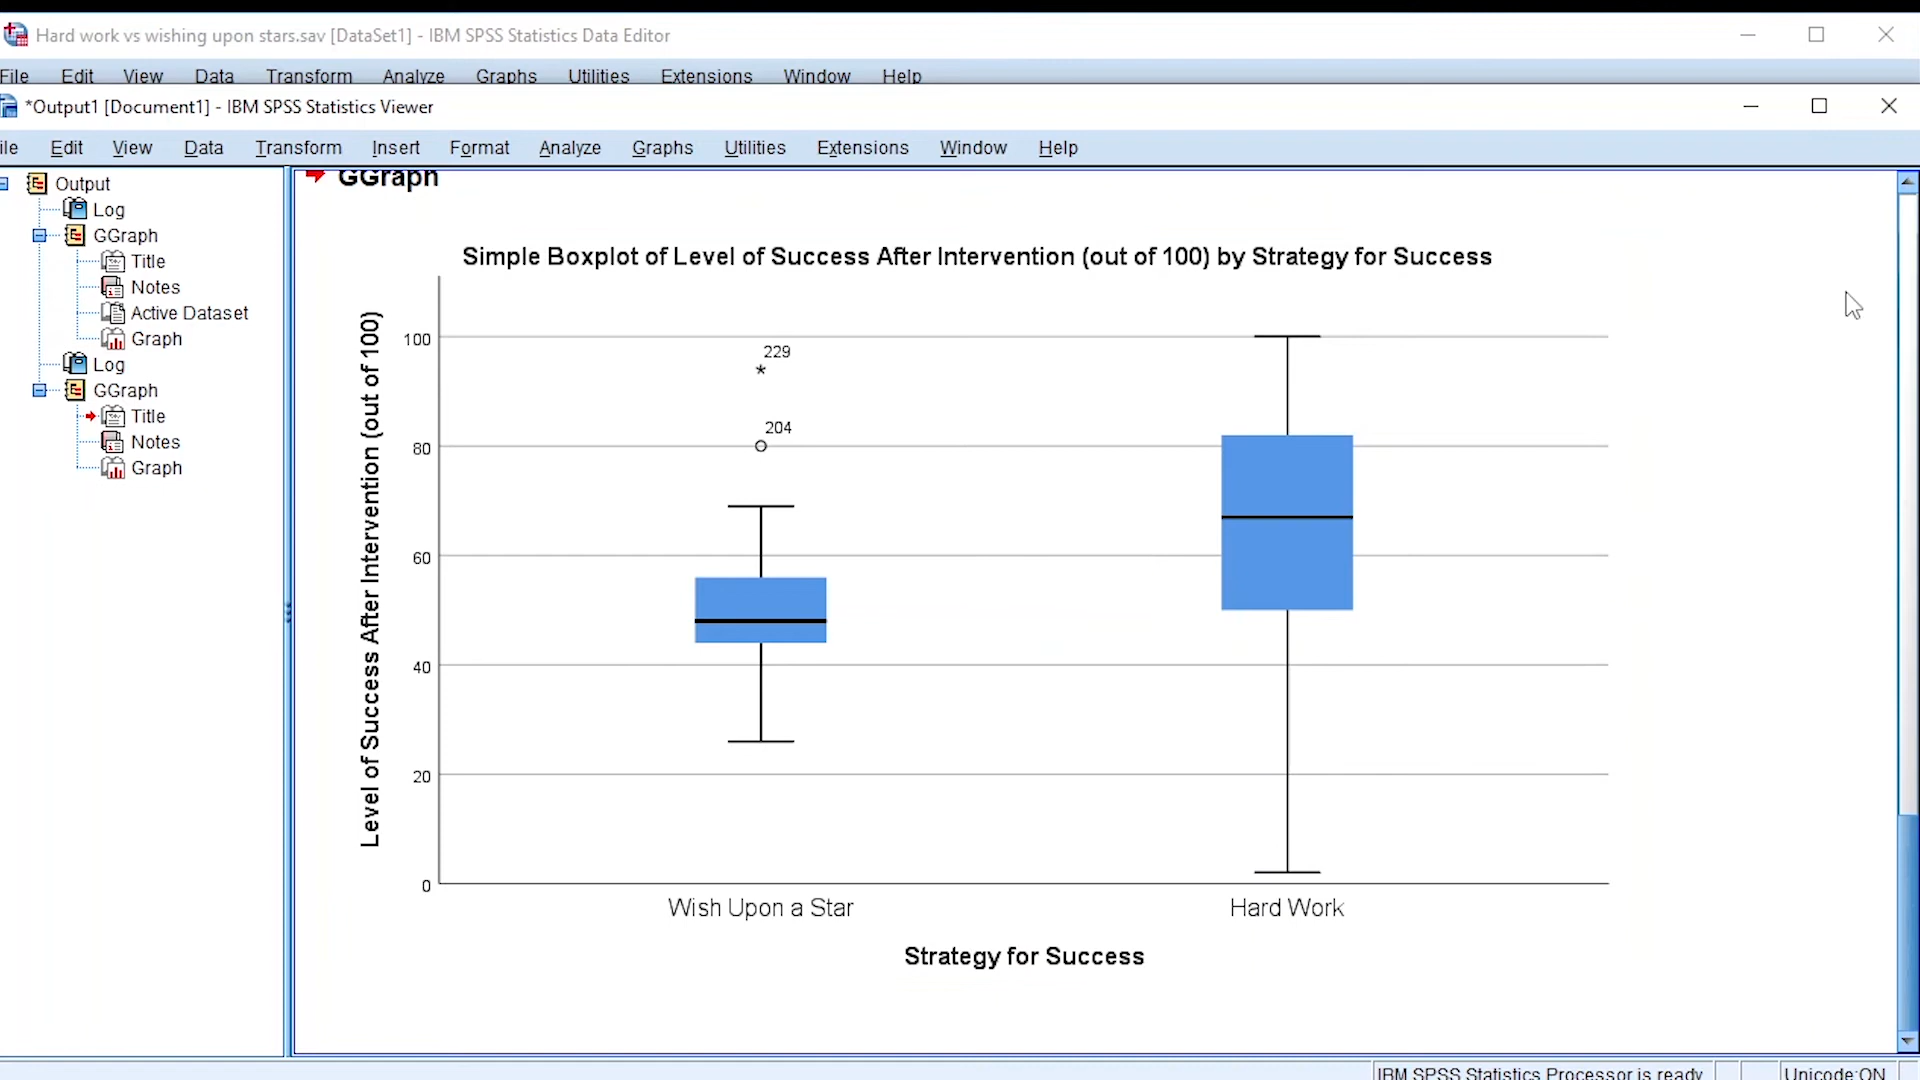 Hard work vs wishing upon stars.sav [DataSet1] - IBM SPSS Statistics Data Editor
File Edit View Data Transform Analyze Graphs Utilities Extensions Window Help
*Output1 [Document1] - IBM SPSS Statistics Viewer
ile Edit View Data Transform Insert Format Analyze Graphs Utilities Extensions Window Help
Output
Log
GGraph
Title
Notes
Active Dataset
Graph
Log
GGraph
Title
Notes
Graph
GGraph
Simple Boxplot of Level of Success After Intervention (out of 100) by Strategy for Success
Level of Success After Intervention (out of 100)
100
80
60
40
20
0
229
*
204
Wish Upon a Star
Hard Work
Strategy for Success
IBM SPSS Statistics Processor is ready
Unicode:ON